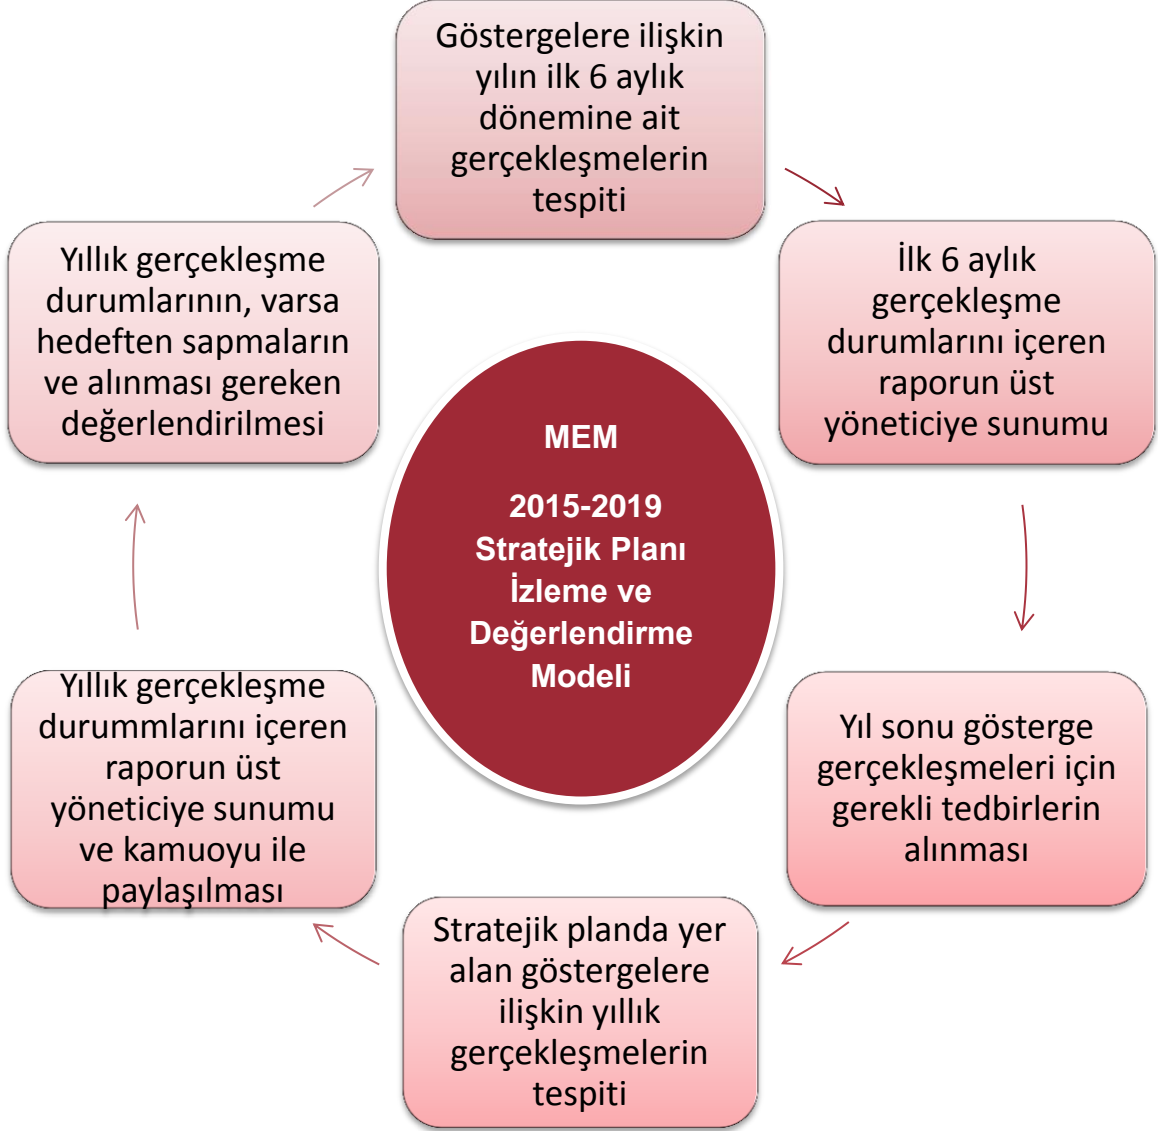 Göstergelere ilişkin
yılın ilk 6 aylık
dönemine ait
gerçekleşmelerin
tespiti
İlk 6 aylık
gerçekleşme
durumlarını içeren
raporun üst
yöneticiye sunumu
Yıl sonu gösterge
gerçekleşmeleri için
gerekli tedbirlerin
alınması
Stratejik planda yer
alan göstergelere
ilişkin yıllık
gerçekleşmelerin
tespiti
Yıllık gerçekleşme
durummlarını içeren
raporun üst
yöneticiye sunumu
ve kamuoyu ile
paylaşılması
Yıllık gerçekleşme
durumlarının, varsa
hedeften sapmaların
ve alınması gereken
değerlendirilmesi
MEM
2015-2019
Stratejik Planı
İzleme ve
Değerlendirme
Modeli